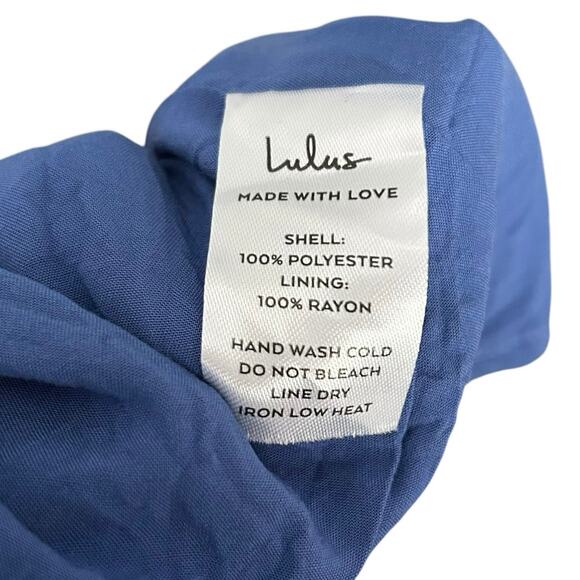 Lulus
MADE WITH LOVE
SHELL:
100% POLYESTER
LINING:
100% RAYON
HAND WASH COLD
DO NOT BLEACH
LINE DRY
IRON LOW HEAT